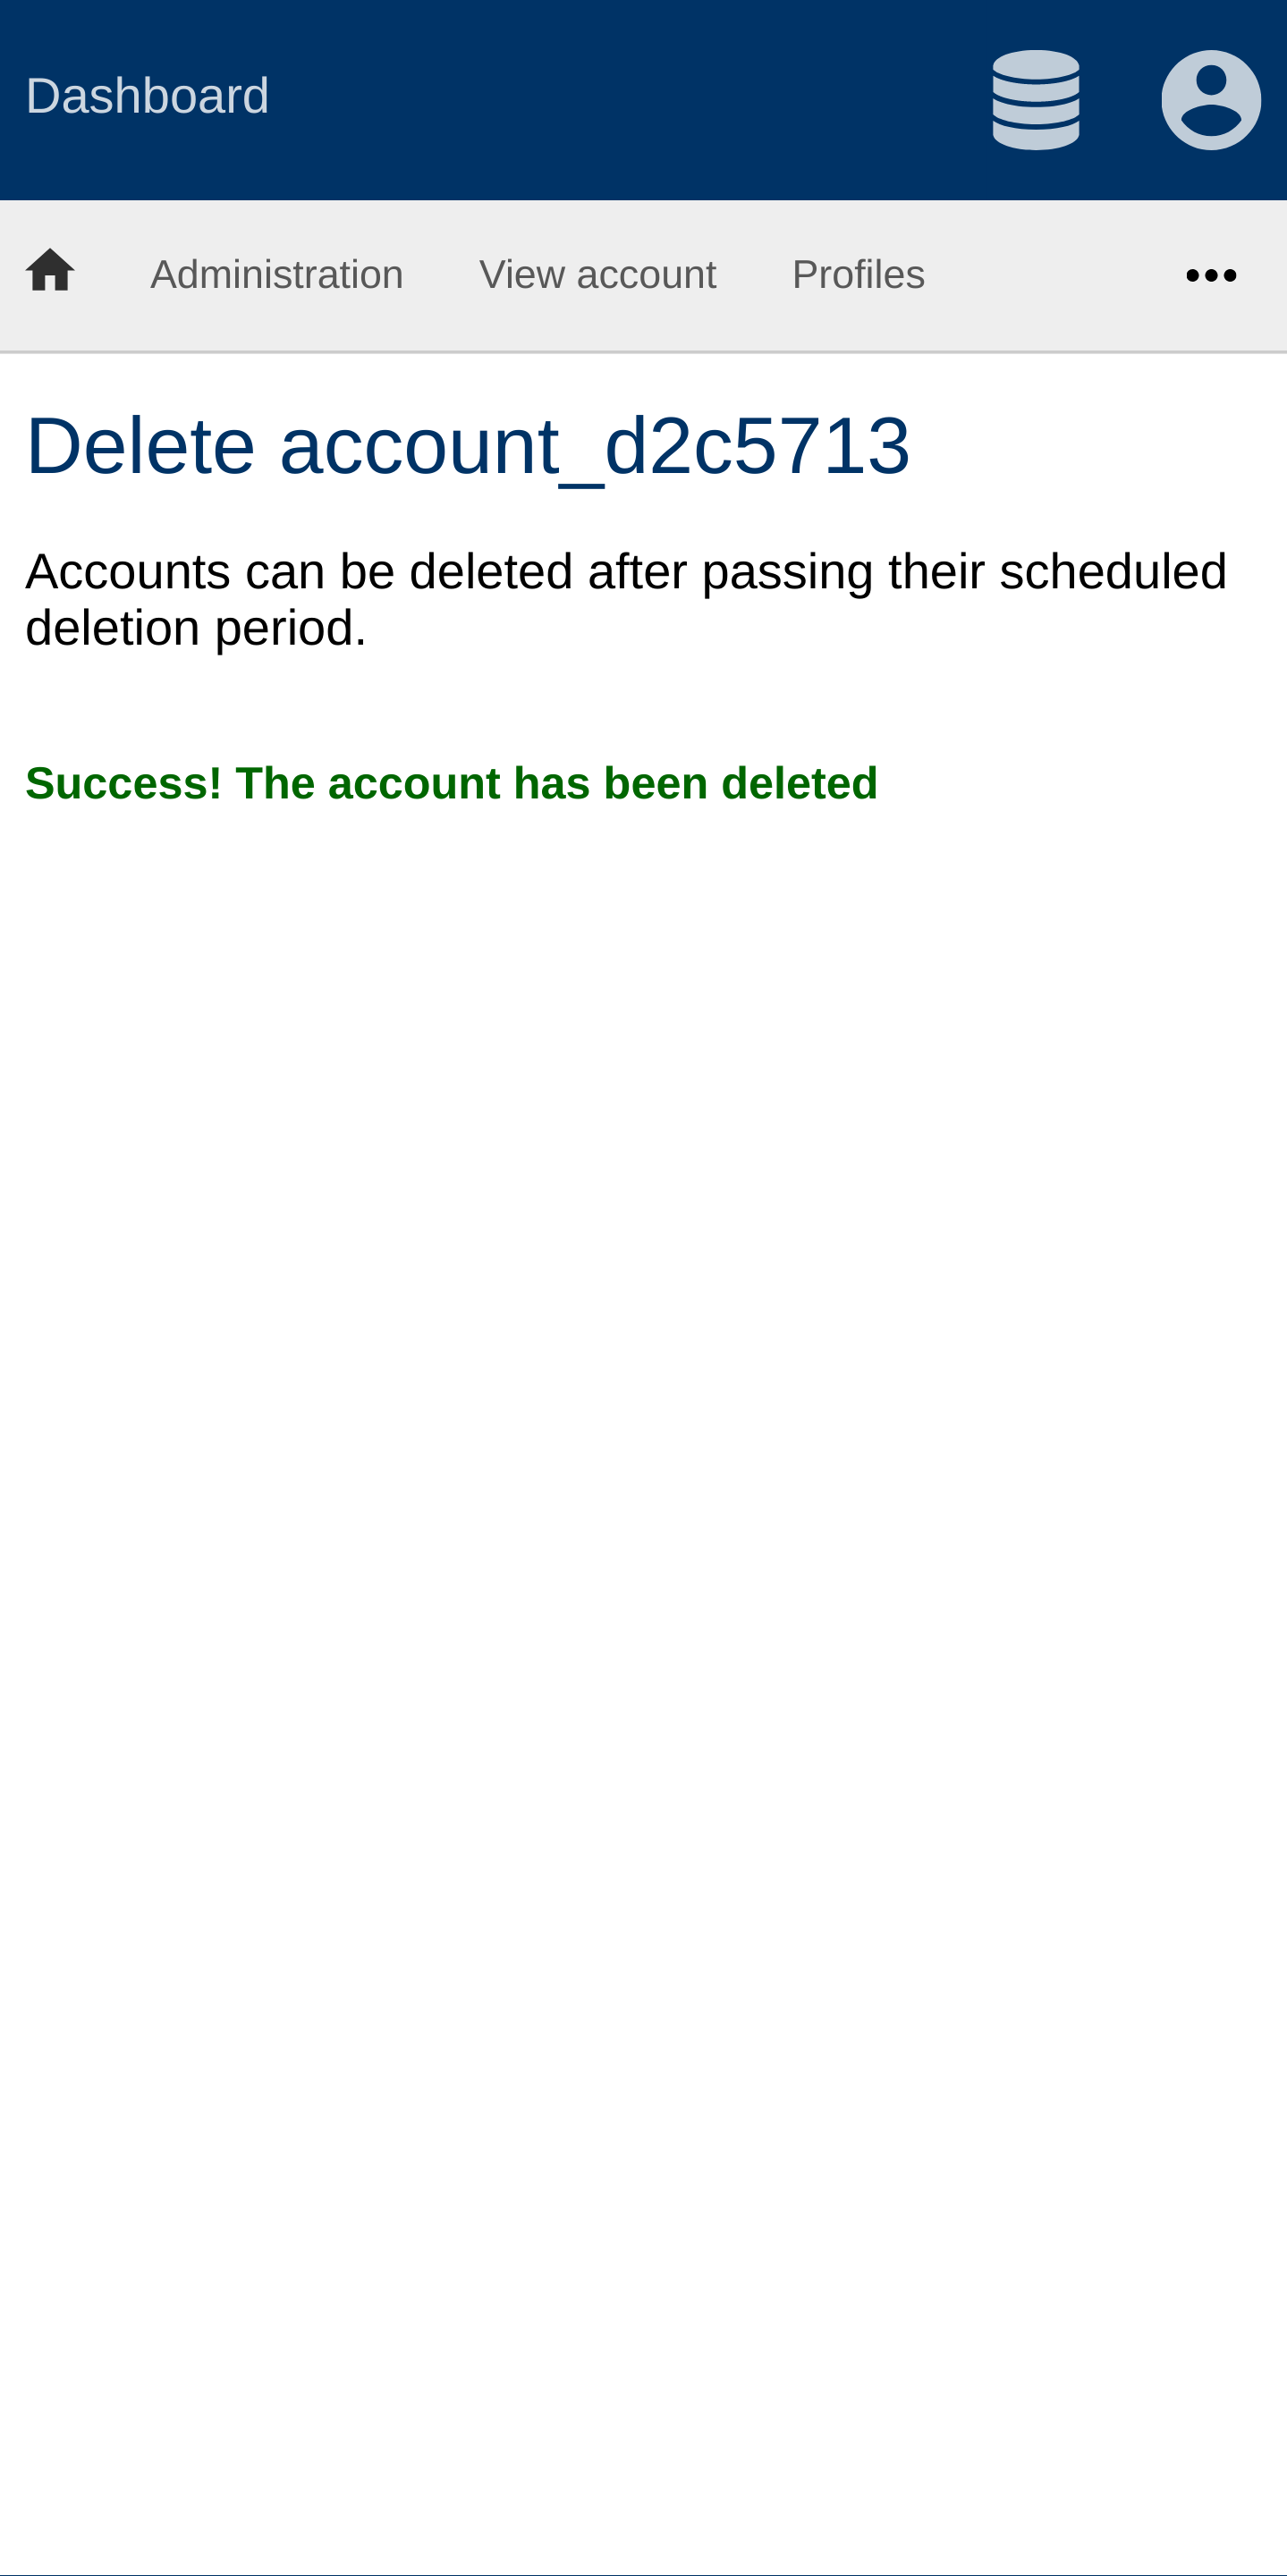 Dashboard
Administration View account Profiles
Delete account_d2c5713
Accounts can be deleted after passing their scheduled
deletion period.
Success! The account has been deleted